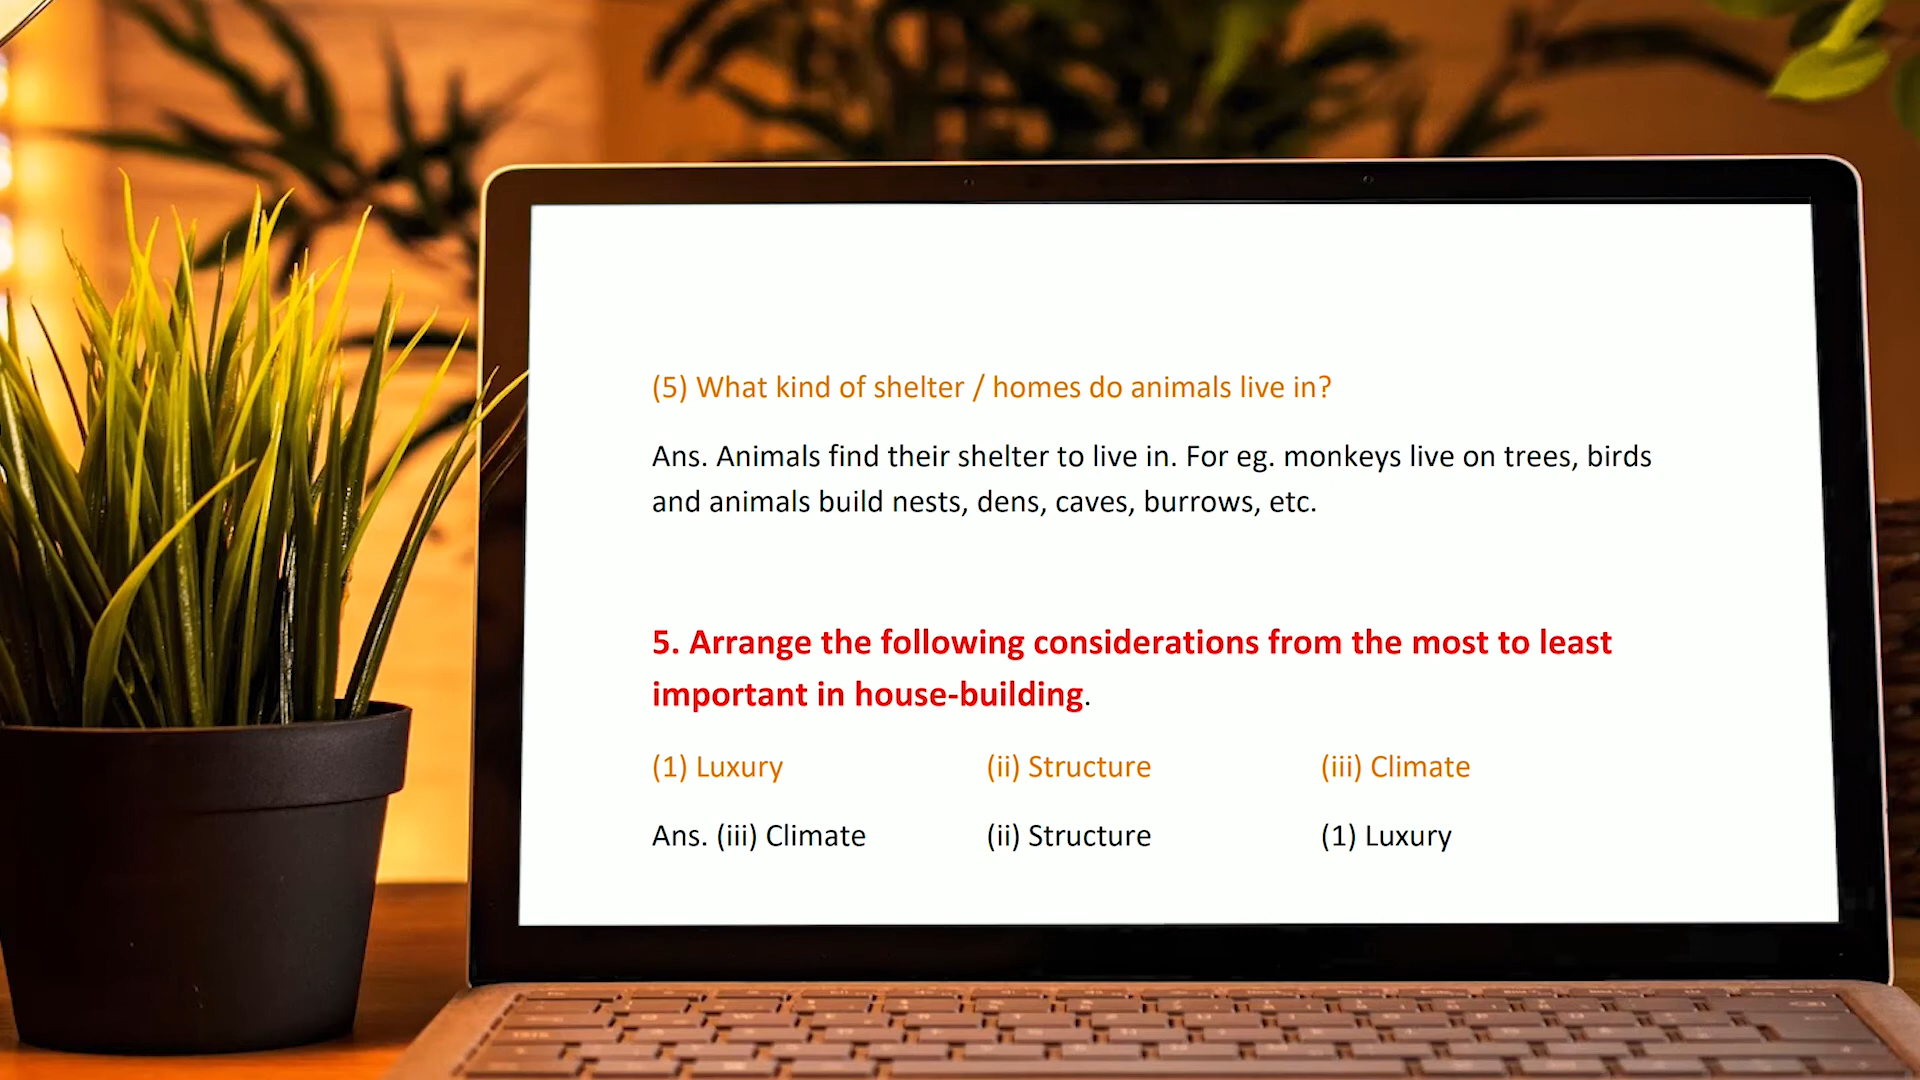 (5) What kind of shelter / homes do animals live in?
Ans. Animals find their shelter to live in. For eg. monkeys live on trees, birds
and animals build nests, dens, caves, burrows, etc.
5. Arrange the following considerations from the most to least
important in house-building.
(1) Luxury (ii) Structure (iii) Climate
Ans. (iii) Climate (ii) Structure (1) Luxury